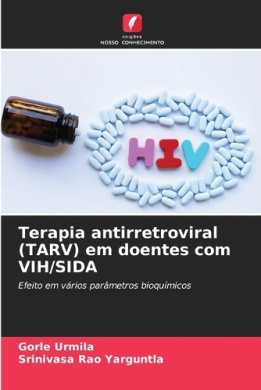 edições
NOSSO CONHECIMENTO
HIV
Terapia antirretroviral
(TARV) em doentes com
VIH/SIDA
Efeito em vários parâmetros bioquímicos
Gorle Urmila
Srinivasa Rao Yarguntla